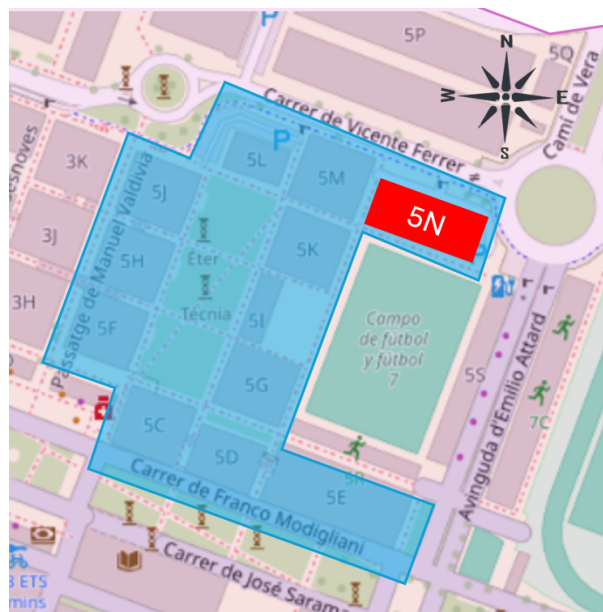 5P
N
5Q
W
E
S
Camí de Vera
P
Carrer de Vicente Ferrer
P
3K
5L
5M
5J
Passatge de Manuel Valdivia
5N
3J
5H
5K
Éter
3H
Técnia
5F
5I
Campo
de fútbol
y fútbol
7
5G
5S
Avinguda d'Emilio Attard
7C
5C
5D
5R
5E
Carrer de Franco Modigliani
Carrer de José Sarama
3 ETS
mins